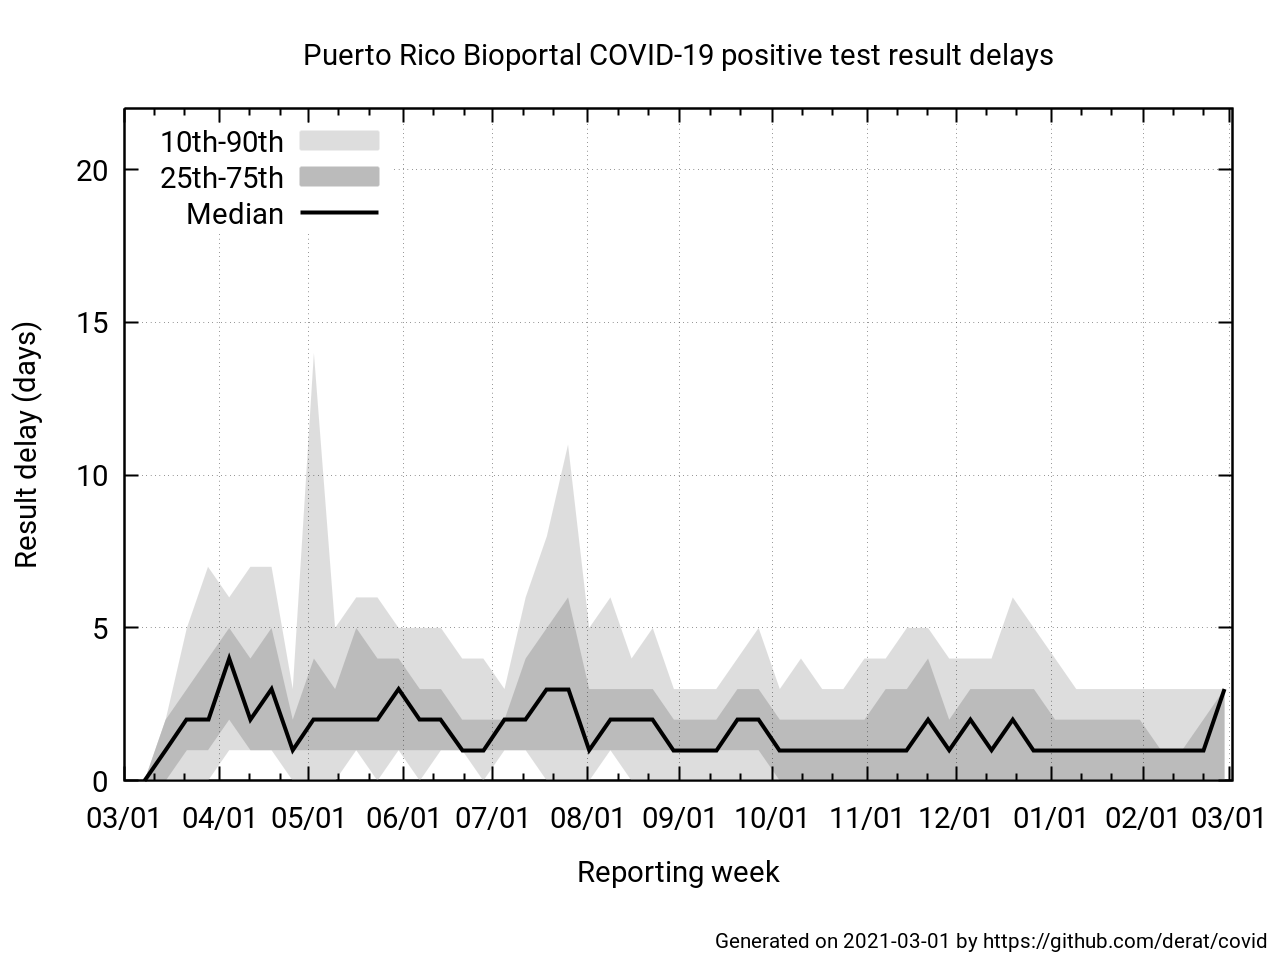 Puerto Rico Bioportal COVID-19 positive test result delays
10th-90th
25th-75th
Median
20
15
10
5
0
Result delay (days)
03/01 04/01 05/01 06/01 07/01 08/01 09/01 10/01 11/01 12/01 01/01 02/01 03/01
Reporting week
Generated on 2021-03-01 by https://github.com/derat/covid